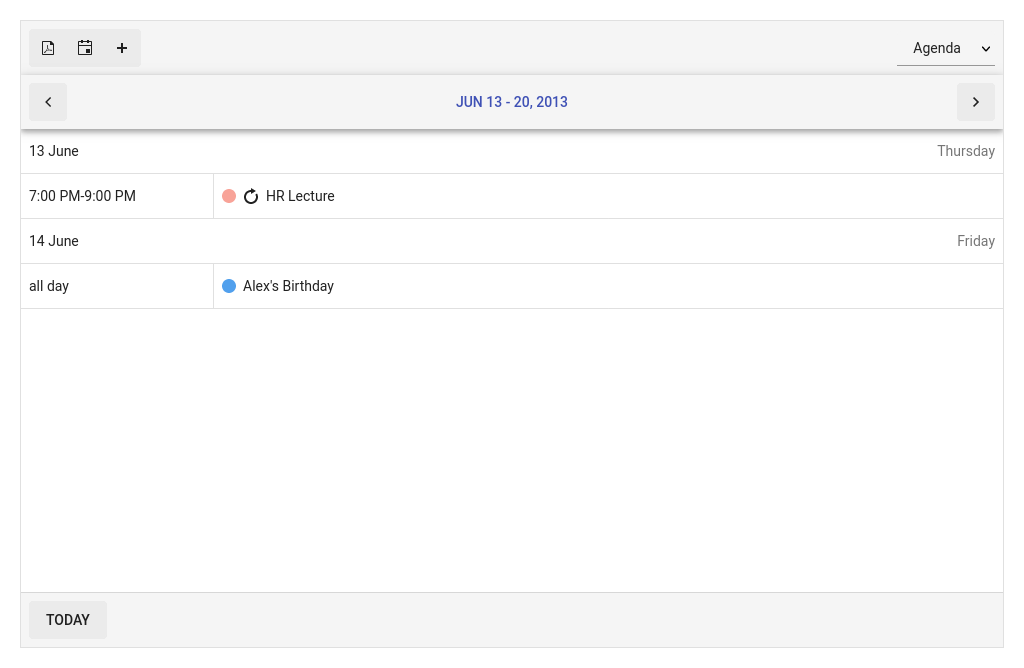 Agenda
JUN 13 - 20, 2013
13 June Thursday
7:00 PM-9:00 PM HR Lecture
14 June Friday
all day Alex's Birthday
TODAY